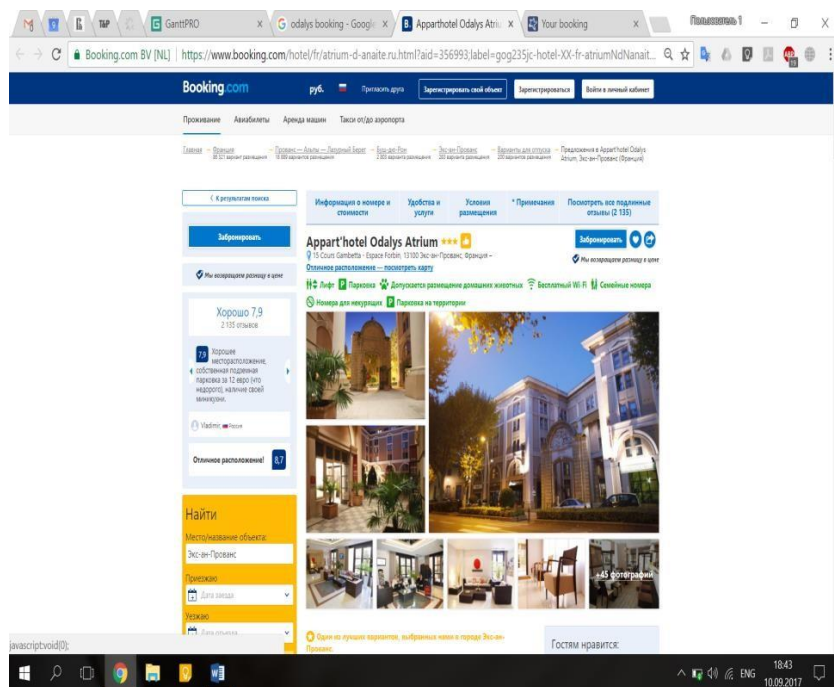 GanttPRO
odalys booking - Google
Apparthotel Odalys Atriu
Your booking
Пользователь 1
Booking.com BV [NL]
https://www.booking.com/hotel/fr/atrium-d-anaite.ru.html?aid=356993;label=gog235jc-hotel-XX-fr-atriumNdNanait...
Booking.com
руб.
Пригласить друга
Зарегистрировать свой объект
Зарегистрироваться
Войти в личный кабинет
Проживание
Авиабилеты
Аренда машин
Такси от/до аэропорта
Главная
Франция
Прованс — Альпы — Лазурный Берег
Буш-дю-Рон
Экс-ан-Прованс
Варианты для отпуска
Предложения в Apparthotel Odalys
Atrium, Экс-ан-Прованс (Франция)
К результатам поиска
Информация о номере и
стоимости
Удобства и
услуги
Условия
размещения
* Примечания
Посмотреть все подлинные
отзывы (2 135)
Забронировать
Appart'hotel Odalys Atrium
Забронировать
15 Cours Gambetta - Espace Forbin, 13100 Экс-ан-Прованс, Франция –
Отличное расположение — посмотреть карту
Мы возвращаем разницу в цене
Мы возвращаем разницу в цене
Лифт
Парковка
Допускается размещение домашних животных
Бесплатный Wi-Fi
Семейные номера
Номера для некурящих
Парковка на территории
Хорошо 7,9
2 135 отзывов
7,9
Хорошее
месторасположение,
собственная подземная
парковка за 12 евро (что
недорого), наличие своей
миникухни.
Vladimir,
Россия
Отличное расположение!
8,7
Найти
Место/название объекта:
Экс-ан-Прованс
Приезжаю
Дата заезда
Уезжаю
Дата отъезда
+45 фотографий
Один из лучших вариантов, выбранных нами в городе Экс-ан-
Прованс.
Гостям нравится:
javascript:void(0);
ENG
18:43
10.09.2017